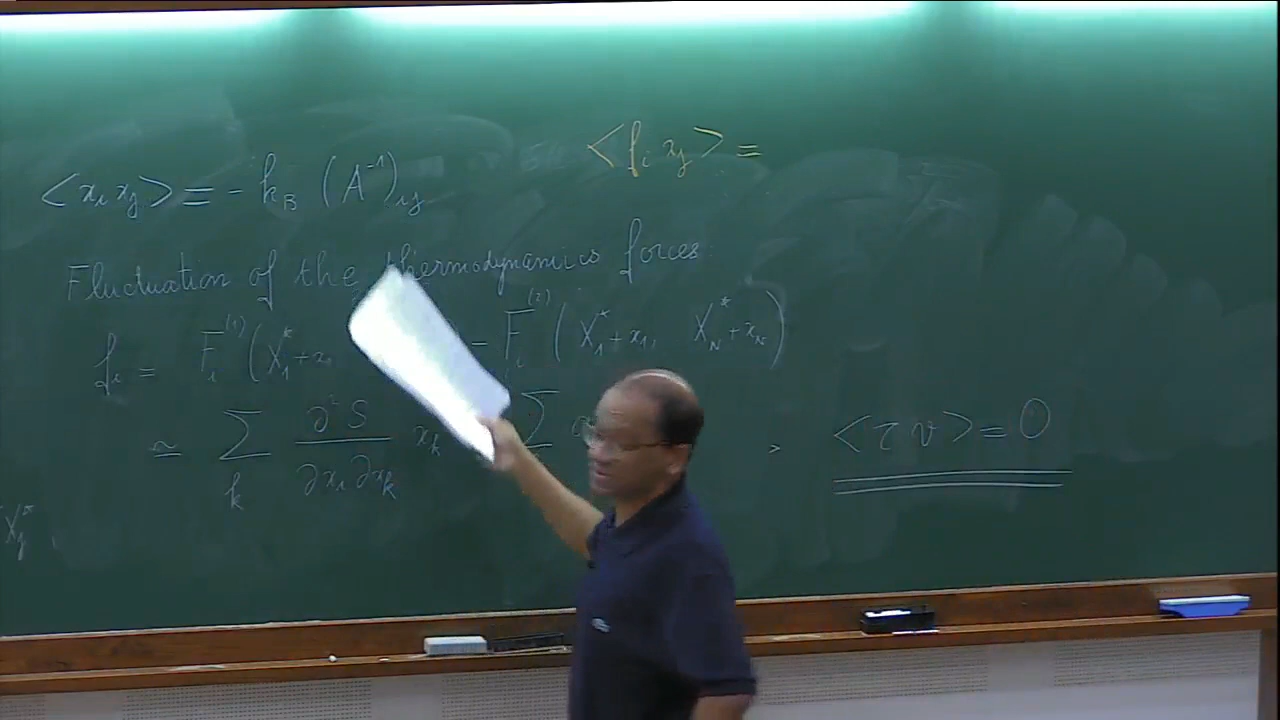 <f_i x_j> =
<x_i x_j> = - k_B (A^{-1})_{ij}
Fluctuation of the thermodynamics forces.
f_i = F_i^{(1)} (X_1^* + x_1 - F_i^{(2)} (X_1^* + x_1, X_N^* + x_N)
≃ ∑_k ∂²S / ∂x_i ∂x_k x_k ∑
<τ v> = 0
X_j^*,